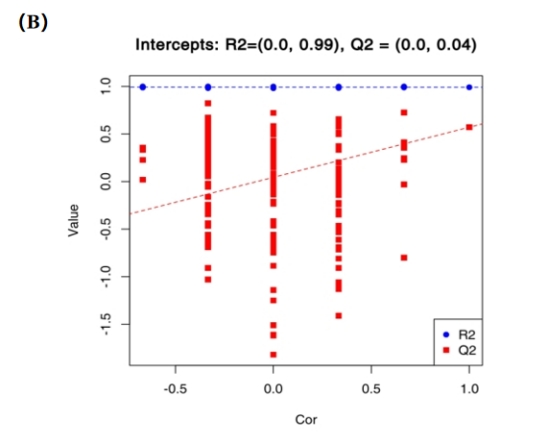 (B)
Intercepts: R2=(0.0, 0.99), Q2 = (0.0, 0.04)
1.0
0.5
0.0
-0.5
-1.0
-1.5
Value
R2
Q2
-0.5 0.0 0.5 1.0
Cor